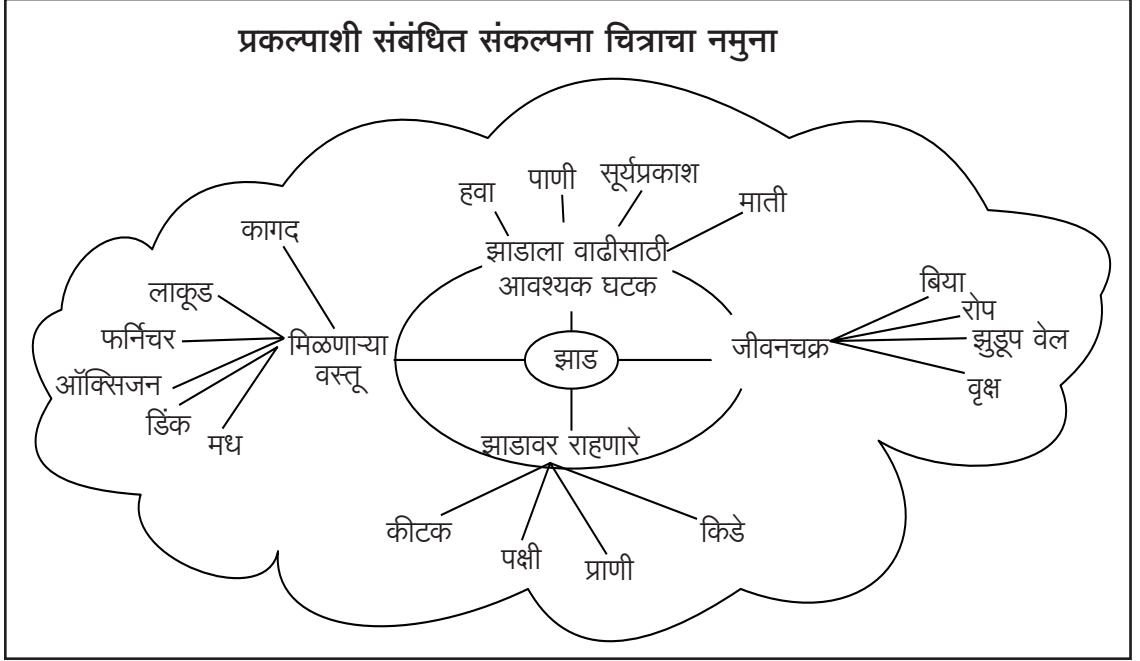 प्रकल्पाशी संबंधित संकल्पना चित्राचा नमुना
हवा
पाणी
सूर्यप्रकाश
माती
झाडाला वाढीसाठी
आवश्यक घटक
कागद
लाकूड
फर्निचर
ऑक्सिजन
डिंक
मध
मिळणाऱ्या
वस्तू
झाड
जीवनचक्र
बिया
रोप
झुडूप वेल
वृक्ष
झाडावर राहणारे
कीटक
पक्षी
प्राणी
किडे